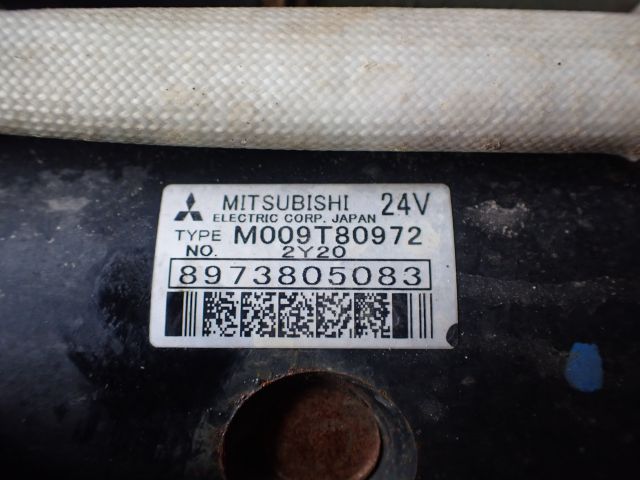 MITSUBISHI 24V
ELECTRIC CORP. JAPAN
TYPE M009T80972
NO. 2Y20
8973805083